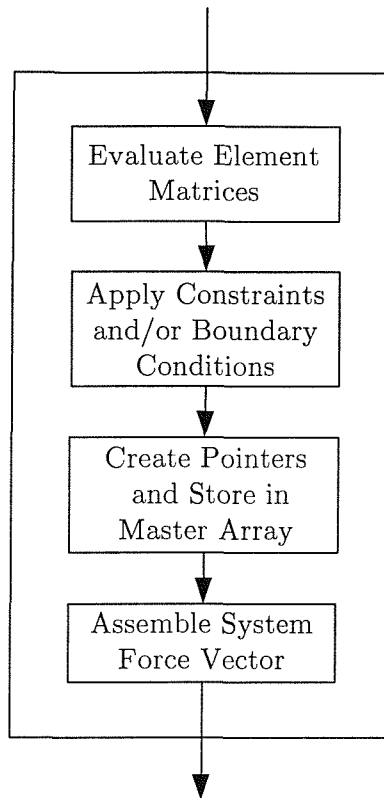 Evaluate Element
Matrices
Apply Constraints
and/or Boundary
Conditions
Create Pointers
and Store in
Master Array
Assemble System
Force Vector